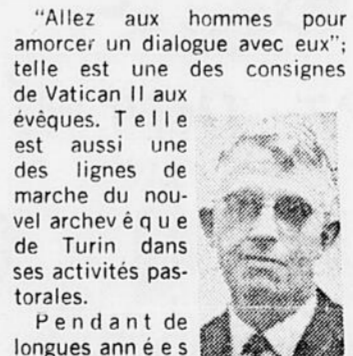 "Allez aux hommes pour
amorcer un dialogue avec eux";
telle est une des consignes
de Vatican II aux
évêques. Telle
est aussi une
des lignes de
marche du nou-
vel archevêque
de Turin dans
ses activités pas-
torales.
Pendant de
longues années